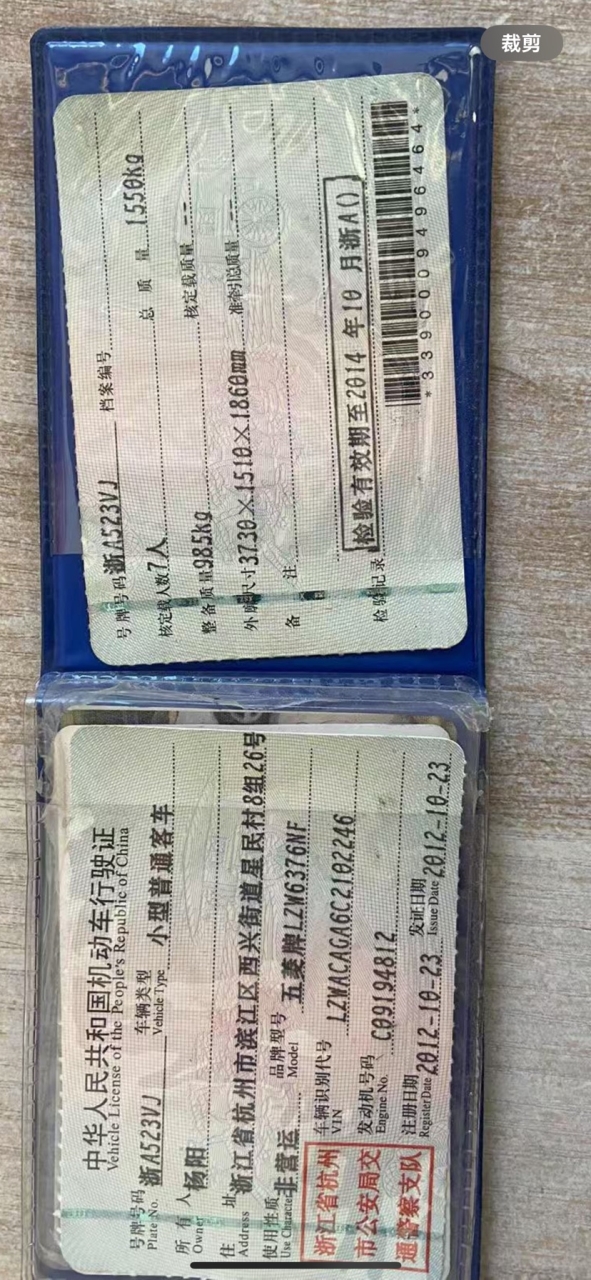 裁剪
中华人民共和国机动车行驶证
Vehicle License of the People's Republic of China
号牌号码 浙A523VJ 车辆类型 小型普通客车
Plate No. Vehicle Type
所有人 杨阳
Owner
住址 浙江省杭州市滨江区西兴街道星民村8组26号
Address
使用性质 非营运 品牌型号 五菱牌LZW6376NF
Use Character Model
浙江省杭州
市公安局交
通警察支队
车辆识别代号 LZWACAGA6C2102246
VIN
发动机号码 C09194812
Engine No.
注册日期 2012-10-23 发证日期 2012-10-23
Register Date Issue Date
号牌号码 浙A523VJ 档案编号
核定载人数 7人 总质量 1550kg
整备质量 985kg 核定载质量 --
外廓尺寸 3730×1510×1860mm 准牵引总质量 --
备注
检验有效期至2014年10月浙A()
检验记录
*3390009496464*